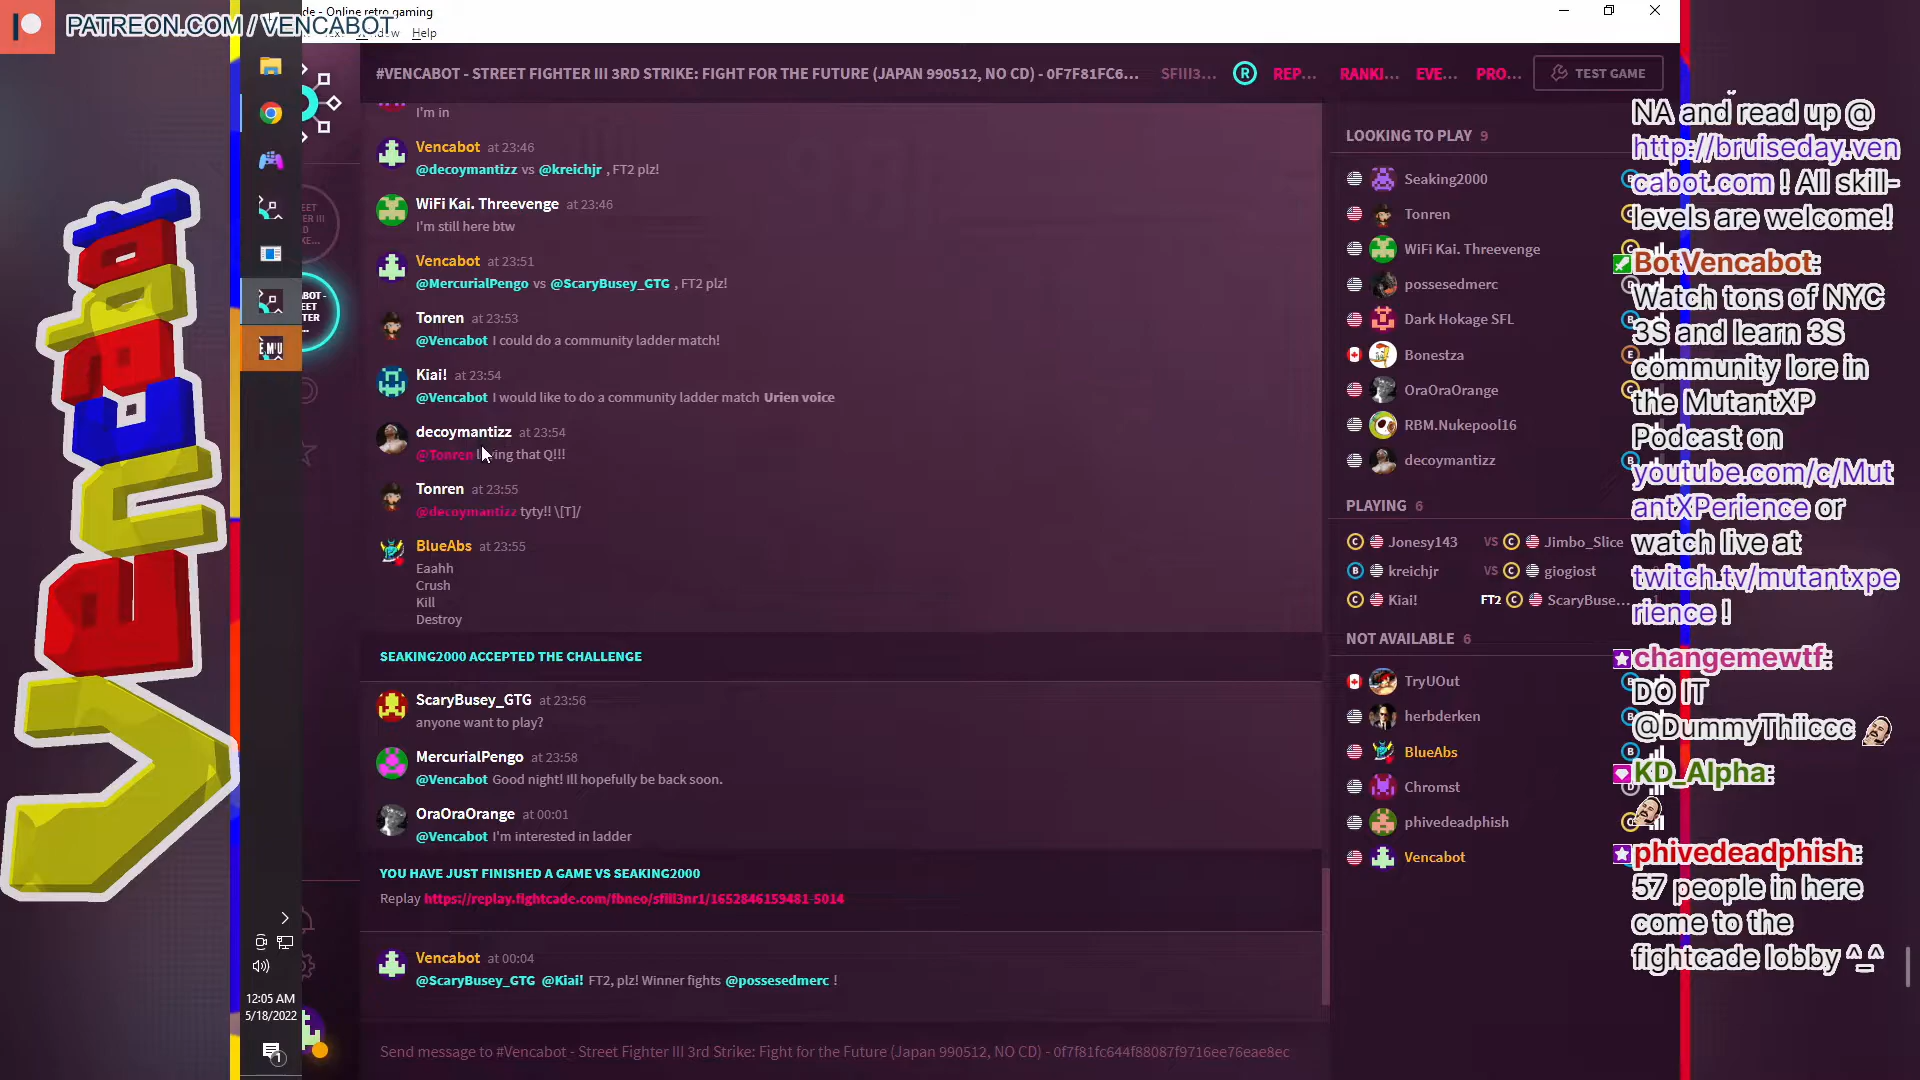 PATREON.COM / VENCABOT
de - Online retro gaming
Help
#VENCABOT - STREET FIGHTER III 3RD STRIKE: FIGHT FOR THE FUTURE (JAPAN 990512, NO CD) - 0F7F81FC6...
SFIII3...
R
REP...
RANKI...
EVE...
PRO...
TEST GAME
I'm in
Vencabot at 23:46
@decoymantizz vs @kreichjr , FT2 plz!
WiFi Kai. Threevenge at 23:46
I'm still here btw
Vencabot at 23:51
@MercurialPengo vs @ScaryBusey_GTG , FT2 plz!
Tonren at 23:53
@Vencabot I could do a community ladder match!
Kiai! at 23:54
@Vencabot I would like to do a community ladder match Urien voice
decoymantizz at 23:54
@Tonren ing that Q!!!
Tonren at 23:55
@decoymantizz tyty!! \[T]/
BlueAbs at 23:55
Eaahh
Crush
Kill
Destroy
SEAKING2000 ACCEPTED THE CHALLENGE
ScaryBusey_GTG at 23:56
anyone want to play?
MercurialPengo at 23:58
@Vencabot Good night! Ill hopefully be back soon.
OraOraOrange at 00:01
@Vencabot I'm interested in ladder
YOU HAVE JUST FINISHED A GAME VS SEAKING2000
Replay https://replay.fightcade.com/fbneo/sfiii3nr1/1652846159481-5014
Vencabot at 00:04
@ScaryBusey_GTG @Kiai! FT2, plz! Winner fights @possesedmerc !
Send message to #Vencabot - Street Fighter III 3rd Strike: Fight for the Future (Japan 990512, NO CD) - 0f7f81fc644f88087f9716ee76eae8ec
LOOKING TO PLAY 9
Seaking2000
Tonren
WiFi Kai. Threevenge
possesedmerc
Dark Hokage SFL
Bonestza
OraOraOrange
RBM.Nukepool16
decoymantizz
PLAYING 6
C Jonesy143 VS C Jimbo_Slice
B kreichjr VS C giogiost
C Kiai! FT2 C ScaryBuse...
NOT AVAILABLE 6
TryUOut
herbderken
BlueAbs
Chromst
phivedeadphish
Vencabot
NA and read up @
http://bruiseday.ven
cabot.com ! All skill-
levels are welcome!
BotVencabot:
Watch tons of NYC
3S and learn 3S
community lore in
the MutantXP
Podcast on
youtube.com/c/Mut
antXPerience or
watch live at
twitch.tv/mutantxpe
rience !
changemewtf:
DO IT
@DummyThiiccc
KD_Alpha:
phivedeadphish:
57 people in here
come to the
fightcade lobby ^_^
12:05 AM
5/18/2022
1
Vencabot